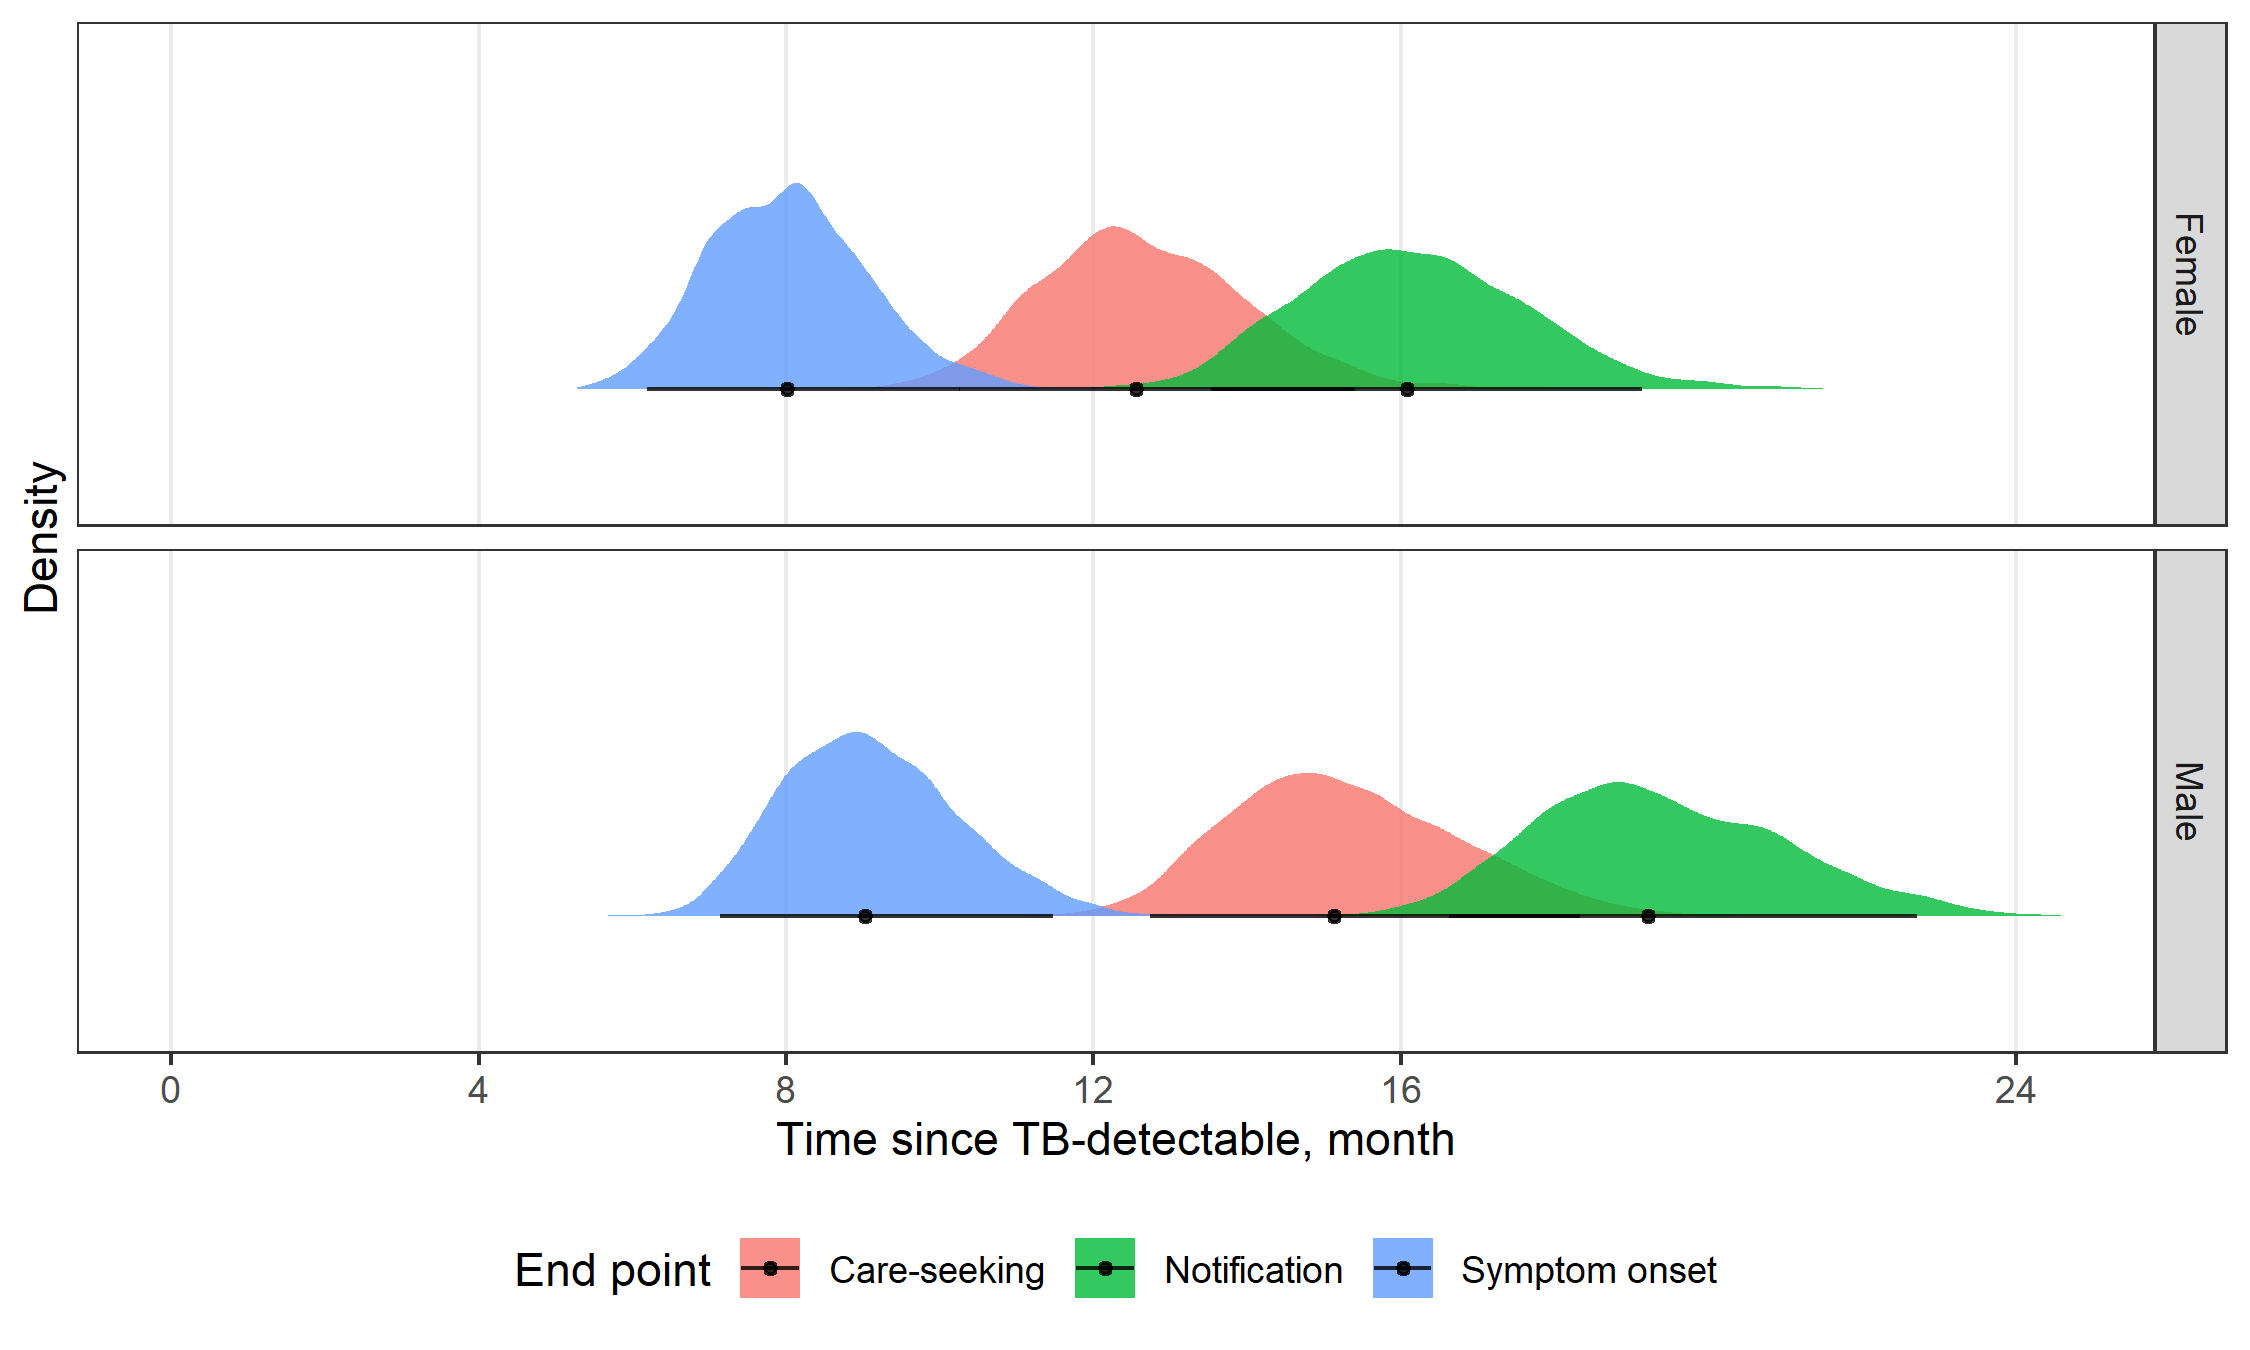 Density
Female
Male
0 4 8 12 16 24
Time since TB-detectable, month
End point Care-seeking Notification Symptom onset